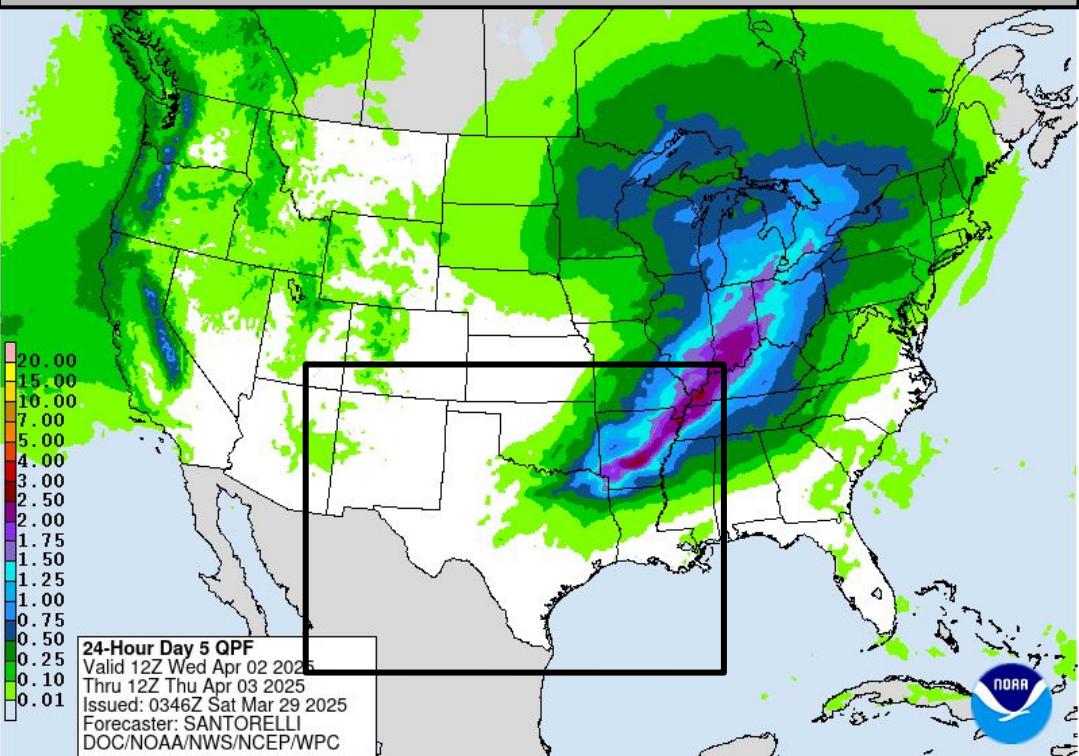 20.00
15.00
10.00
7.00
5.00
4.00
3.00
2.50
2.00
1.75
1.50
1.25
1.00
0.75
0.50
0.25
0.10
0.01
24-Hour Day 5 QPF
Valid 12Z Wed Apr 02 2025
Thru 12Z Thu Apr 03 2025
Issued: 0346Z Sat Mar 29 2025
Forecaster: SANTORELLI
DOC/NOAA/NWS/NCEP/WPC
NOAA